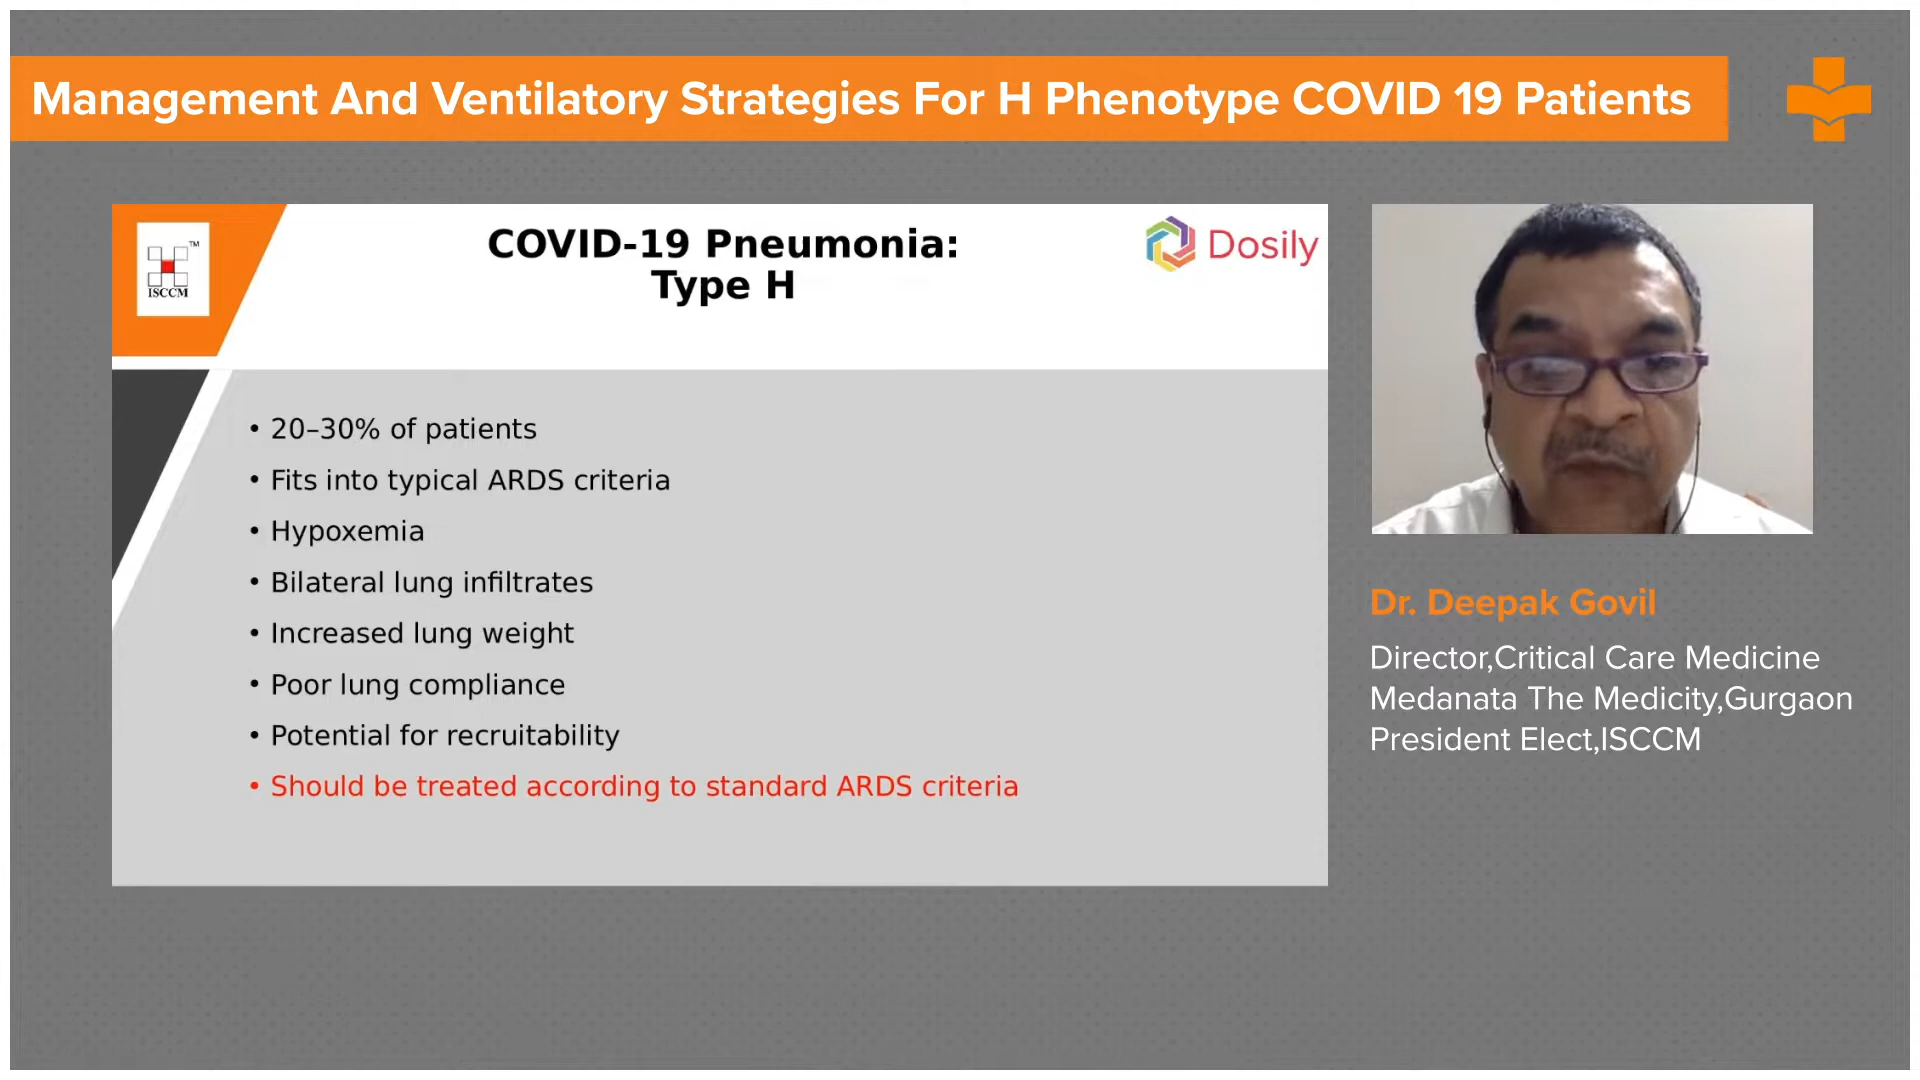 Management And Ventilatory Strategies For H Phenotype COVID 19 Patients
TM
ISCCM
COVID-19 Pneumonia:
Type H
Dosily
• 20–30% of patients
• Fits into typical ARDS criteria
• Hypoxemia
• Bilateral lung infiltrates
• Increased lung weight
• Poor lung compliance
• Potential for recruitability
• Should be treated according to standard ARDS criteria
Dr. Deepak Govil
Director,Critical Care Medicine
Medanata The Medicity,Gurgaon
President Elect,ISCCM